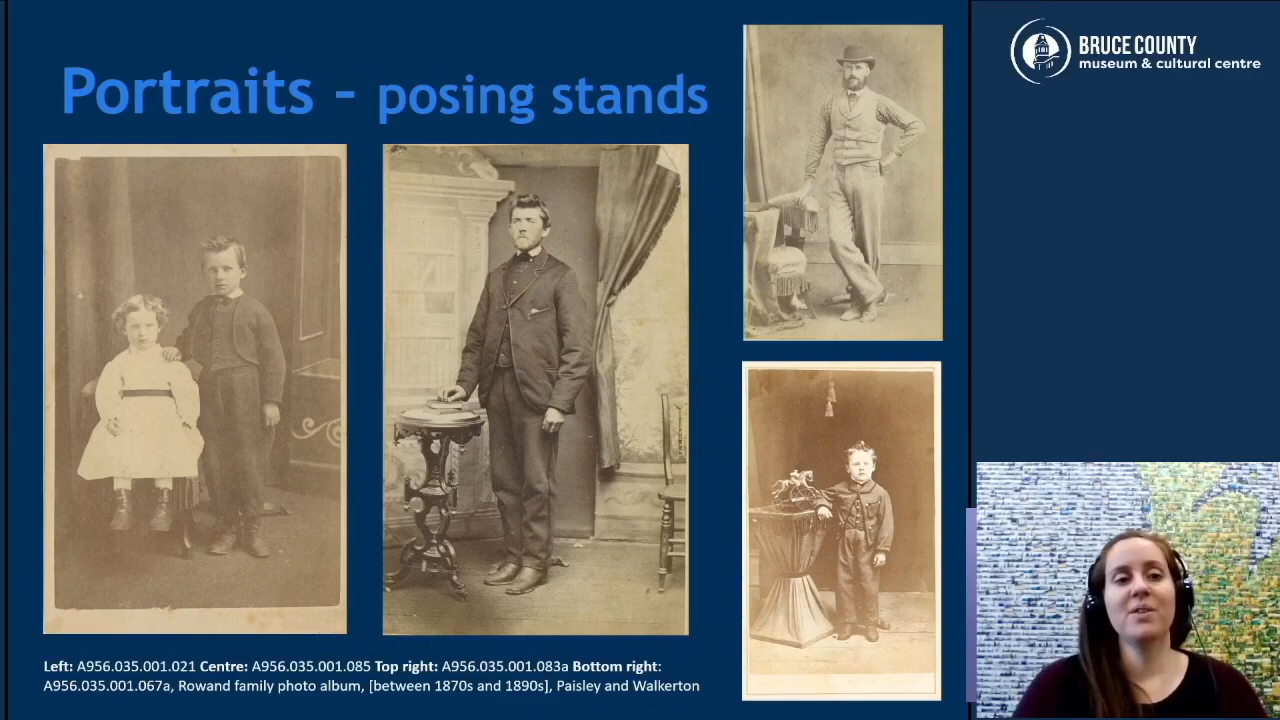 Portraits - posing stands
BRUCE COUNTY
museum & cultural centre
Left: A956.035.001.021 Centre: A956.035.001.085 Top right: A956.035.001.083a Bottom right:
A956.035.001.067a, Rowand family photo album, [between 1870s and 1890s], Paisley and Walkerton